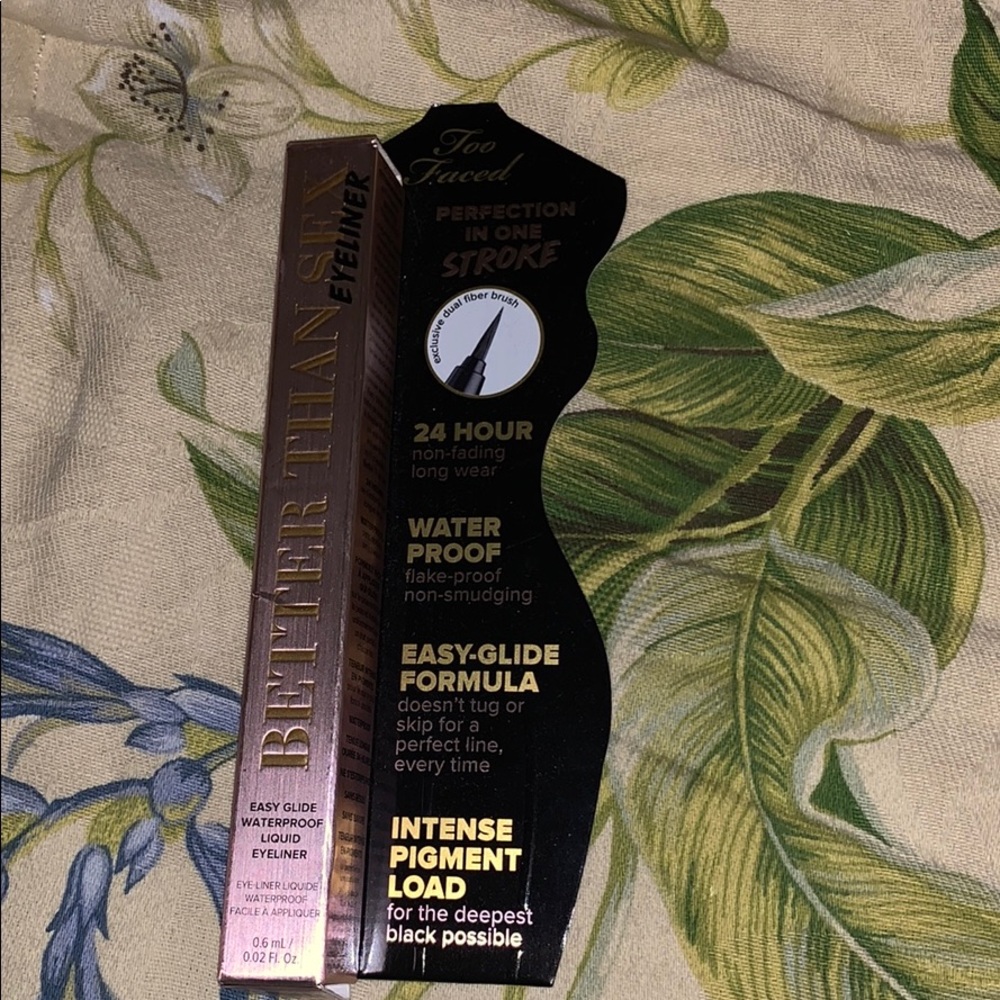 BETTER THAN SEX
EYELINER
EASY GLIDE
WATERPROOF
LIQUID
EYELINER
EYE-LINER LIQUIDE
WATERPROOF
FACILE À APPLIQUER
0.6 mL /
0.02 Fl. Oz.
Too
Faced
PERFECTION
IN ONE
STROKE
exclusive dual fiber brush
24 HOUR
non-fading
long wear
WATER
PROOF
flake-proof
non-smudging
EASY-GLIDE
FORMULA
doesn't tug or
skip for a
perfect line,
every time
INTENSE
PIGMENT
LOAD
for the deepest
black possible